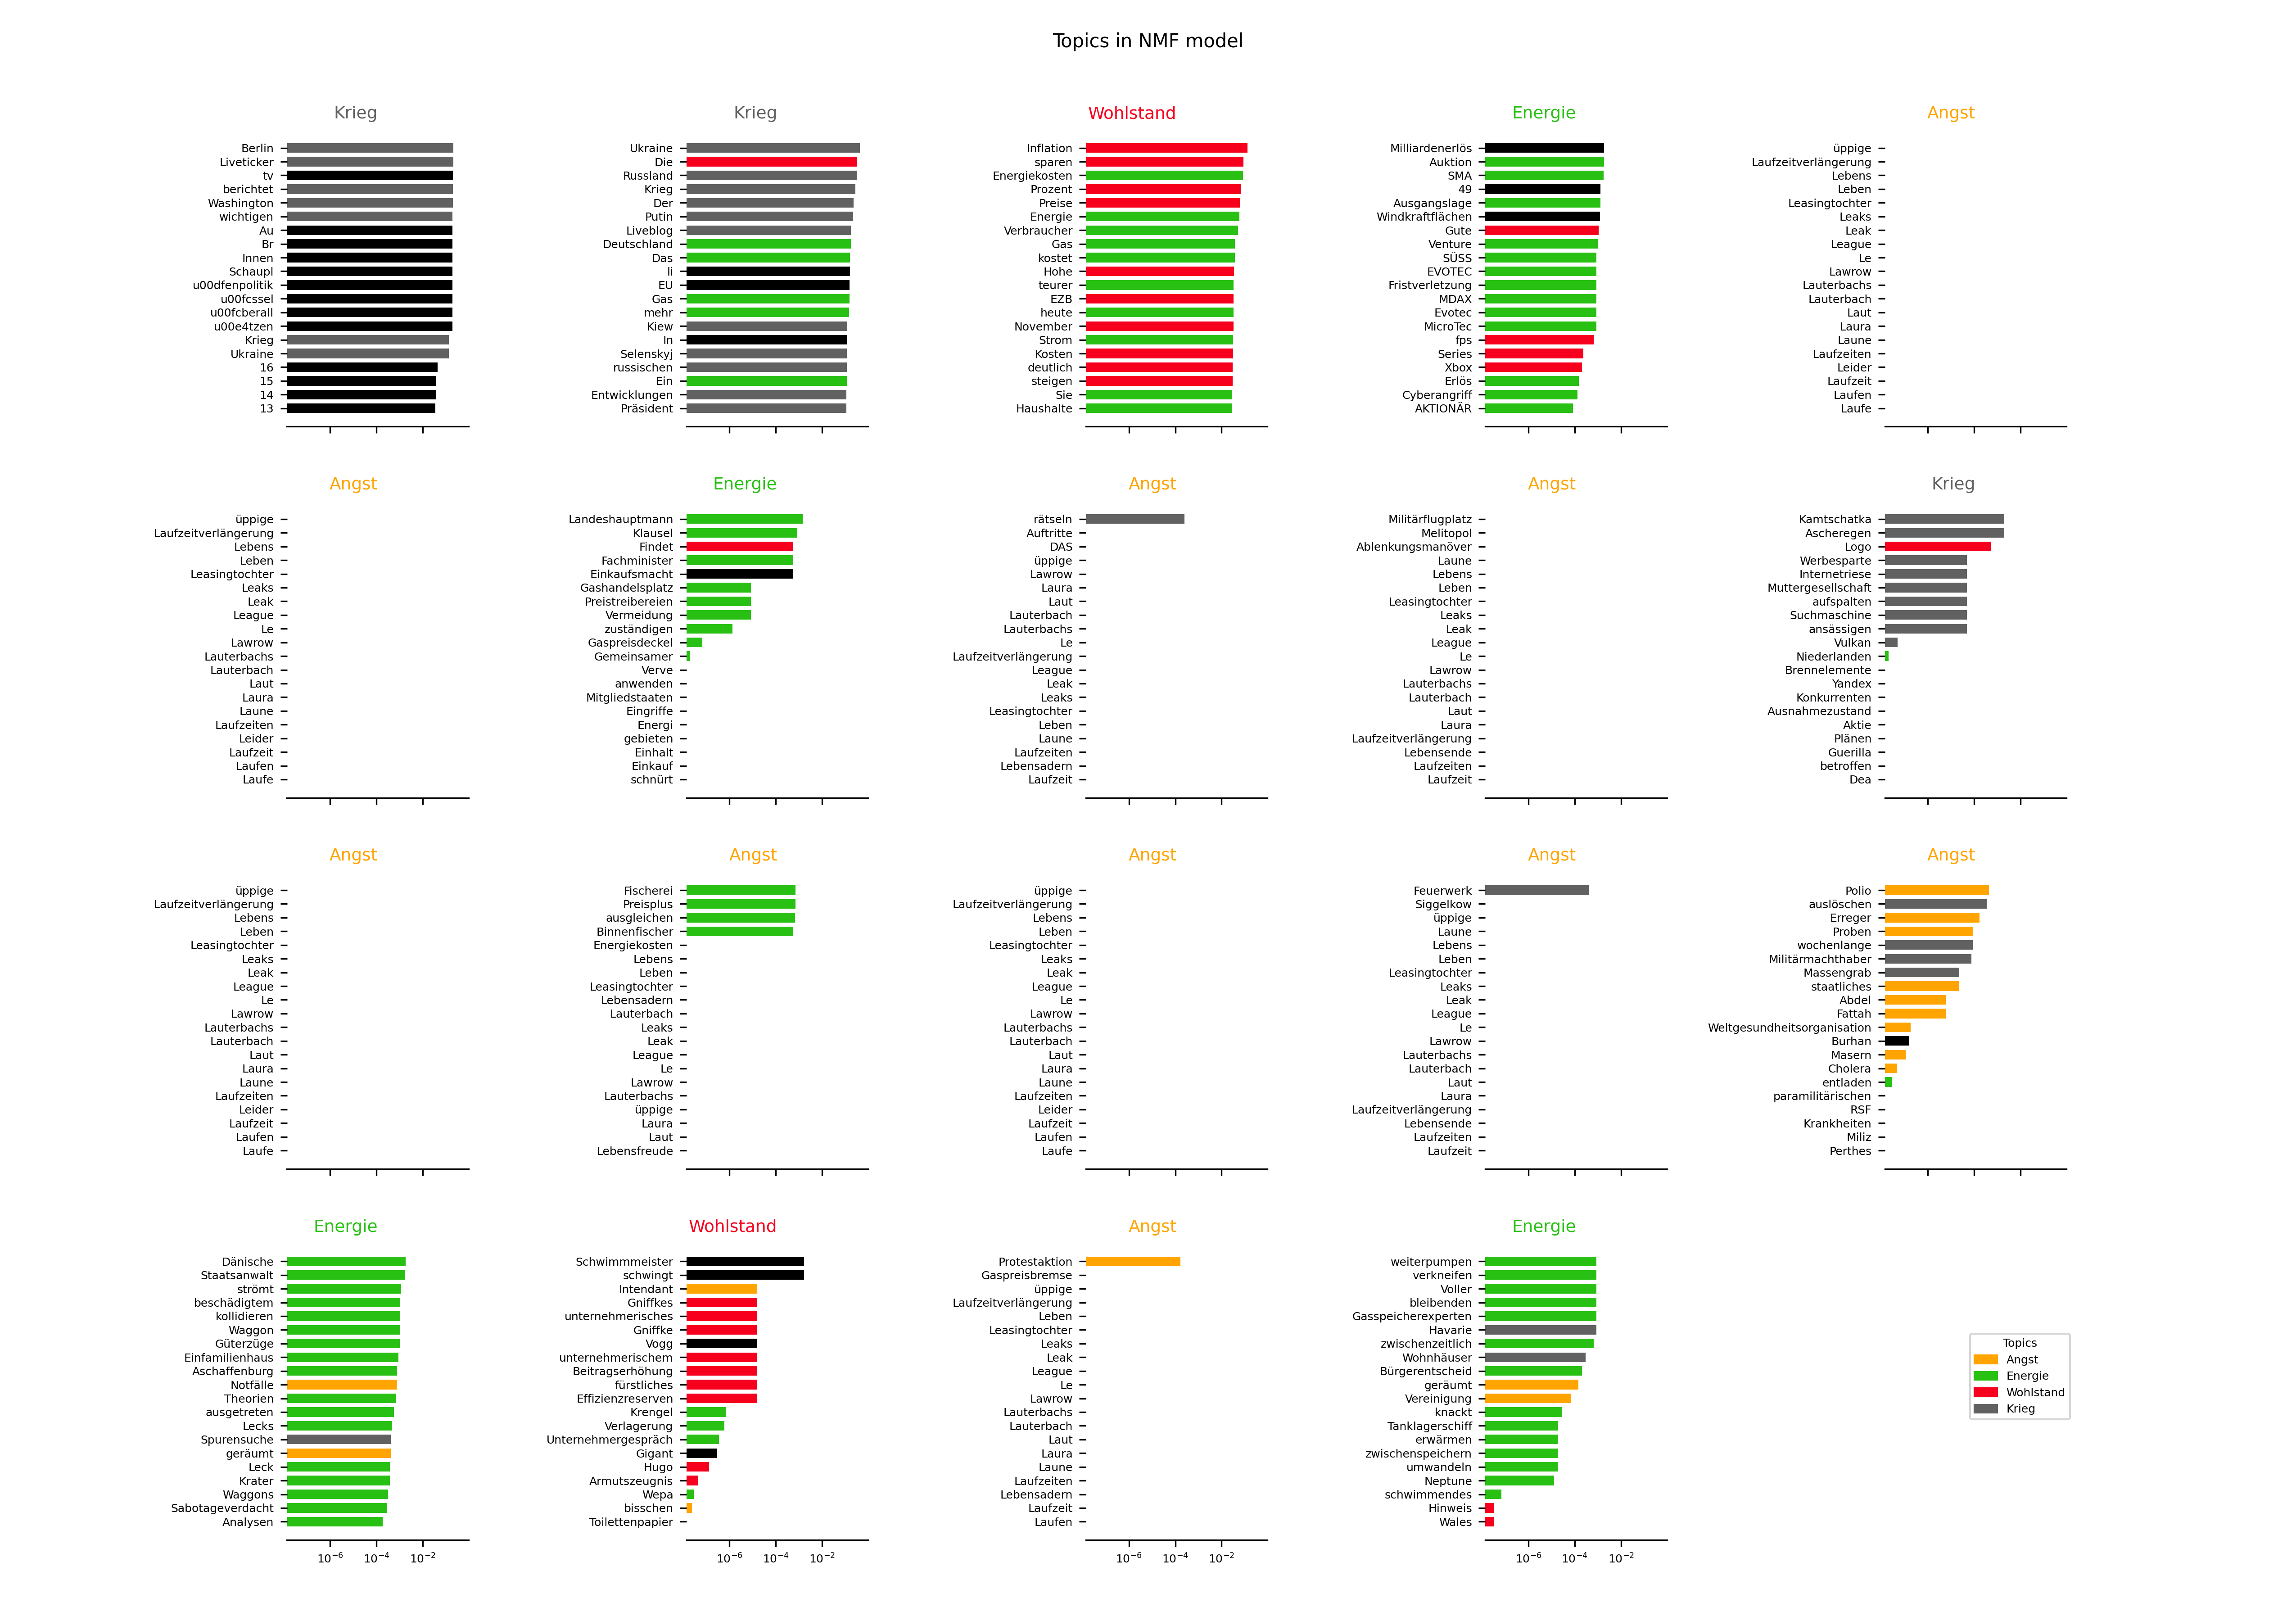 Topics in NMF model
Krieg
Berlin
Liveticker
tv
berichtet
Washington
wichtigen
Au
Br
Innen
Schaupl
u00dfenpolitik
u00fcssel
u00fcberall
u00e4tzen
Krieg
Ukraine
16
15
14
13
Krieg
Ukraine
Die
Russland
Krieg
Der
Putin
Liveblog
Deutschland
Das
li
EU
Gas
mehr
Kiew
In
Selenskyj
russischen
Ein
Entwicklungen
Präsident
Wohlstand
Inflation
sparen
Energiekosten
Prozent
Preise
Energie
Verbraucher
Gas
kostet
Hohe
teurer
EZB
heute
November
Strom
Kosten
deutlich
steigen
Sie
Haushalte
Energie
Milliardenerlös
Auktion
SMA
49
Ausgangslage
Windkraftflächen
Gute
Venture
SÜSS
EVOTEC
Fristverletzung
MDAX
Evotec
MicroTec
fps
Series
Xbox
Erlös
Cyberangriff
AKTIONÄR
Angst
üppige
Laufzeitverlängerung
Lebens
Leben
Leasingtochter
Leaks
Leak
League
Le
Lawrow
Lauterbachs
Lauterbach
Laut
Laura
Laune
Laufzeiten
Leider
Laufzeit
Laufen
Laufe
Angst
üppige
Laufzeitverlängerung
Lebens
Leben
Leasingtochter
Leaks
Leak
League
Le
Lawrow
Lauterbachs
Lauterbach
Laut
Laura
Laune
Laufzeiten
Leider
Laufzeit
Laufen
Laufe
Energie
Landeshauptmann
Klausel
Findet
Fachminister
Einkaufsmacht
Gashandelsplatz
Preistreibereien
Vermeidung
zuständigen
Gaspreisdeckel
Gemeinsamer
Verve
anwenden
Mitgliedstaaten
Eingriffe
Energi
gebieten
Einhalt
Einkauf
schnürt
Angst
rätseln
Auftritte
DAS
üppige
Lawrow
Laura
Laut
Lauterbach
Lauterbachs
Le
Laufzeitverlängerung
League
Leak
Leaks
Leasingtochter
Leben
Laune
Laufzeiten
Lebensadern
Laufzeit
Angst
Militärflugplatz
Melitopol
Ablenkungsmanöver
Laune
Lebens
Leben
Leasingtochter
Leaks
Leak
League
Le
Lawrow
Lauterbachs
Lauterbach
Laut
Laura
Laufzeitverlängerung
Lebensende
Laufzeiten
Laufzeit
Krieg
Kamtschatka
Ascheregen
Logo
Werbesparte
Internetriese
Muttergesellschaft
aufspalten
Suchmaschine
ansässigen
Vulkan
Niederlanden
Brennelemente
Yandex
Konkurrenten
Ausnahmezustand
Aktie
Plänen
Guerilla
betroffen
Dea
Angst
üppige
Laufzeitverlängerung
Lebens
Leben
Leasingtochter
Leaks
Leak
League
Le
Lawrow
Lauterbachs
Lauterbach
Laut
Laura
Laune
Laufzeiten
Leider
Laufzeit
Laufen
Laufe
Angst
Fischerei
Preisplus
ausgleichen
Binnenfischer
Energiekosten
Lebens
Leben
Leasingtochter
Lebensadern
Lauterbach
Leaks
Leak
League
Le
Lawrow
Lauterbachs
üppige
Laura
Laut
Lebensfreude
Angst
üppige
Laufzeitverlängerung
Lebens
Leben
Leasingtochter
Leaks
Leak
League
Le
Lawrow
Lauterbachs
Lauterbach
Laut
Laura
Laune
Laufzeiten
Leider
Laufzeit
Laufen
Laufe
Angst
Feuerwerk
Siggelkow
üppige
Laune
Lebens
Leben
Leasingtochter
Leaks
Leak
League
Le
Lawrow
Lauterbachs
Lauterbach
Laut
Laura
Laufzeitverlängerung
Lebensende
Laufzeiten
Laufzeit
Angst
Polio
auslöschen
Erreger
Proben
wochenlange
Militärmachthaber
Massengrab
staatliches
Abdel
Fattah
Weltgesundheitsorganisation
Burhan
Masern
Cholera
entladen
paramilitärischen
RSF
Krankheiten
Miliz
Perthes
Energie
Dänische
Staatsanwalt
strömt
beschädigtem
kollidieren
Waggon
Güterzüge
Einfamilienhaus
Aschaffenburg
Notfälle
Theorien
ausgetreten
Lecks
Spurensuche
geräumt
Leck
Krater
Waggons
Sabotageverdacht
Analysen
10⁻⁶ 10⁻⁴ 10⁻²
Wohlstand
Schwimmmeister
schwingt
Intendant
Gniffkes
unternehmerisches
Gniffke
Vogg
unternehmerischem
Beitragserhöhung
fürstliches
Effizienzreserven
Krengel
Verlagerung
Unternehmergespräch
Gigant
Hugo
Armutszeugnis
Wepa
bisschen
Toilettenpapier
10⁻⁶ 10⁻⁴ 10⁻²
Angst
Protestaktion
Gaspreisbremse
üppige
Laufzeitverlängerung
Leben
Leasingtochter
Leaks
Leak
League
Le
Lawrow
Lauterbachs
Lauterbach
Laut
Laura
Laune
Laufzeiten
Lebensadern
Laufzeit
Laufen
10⁻⁶ 10⁻⁴ 10⁻²
Energie
weiterpumpen
verkneifen
Voller
bleibenden
Gasspeicherexperten
Havarie
zwischenzeitlich
Wohnhäuser
Bürgerentscheid
geräumt
Vereinigung
knackt
Tanklagerschiff
erwärmen
zwischenspeichern
umwandeln
Neptune
schwimmendes
Hinweis
Wales
10⁻⁶ 10⁻⁴ 10⁻²
Topics
Angst
Energie
Wohlstand
Krieg